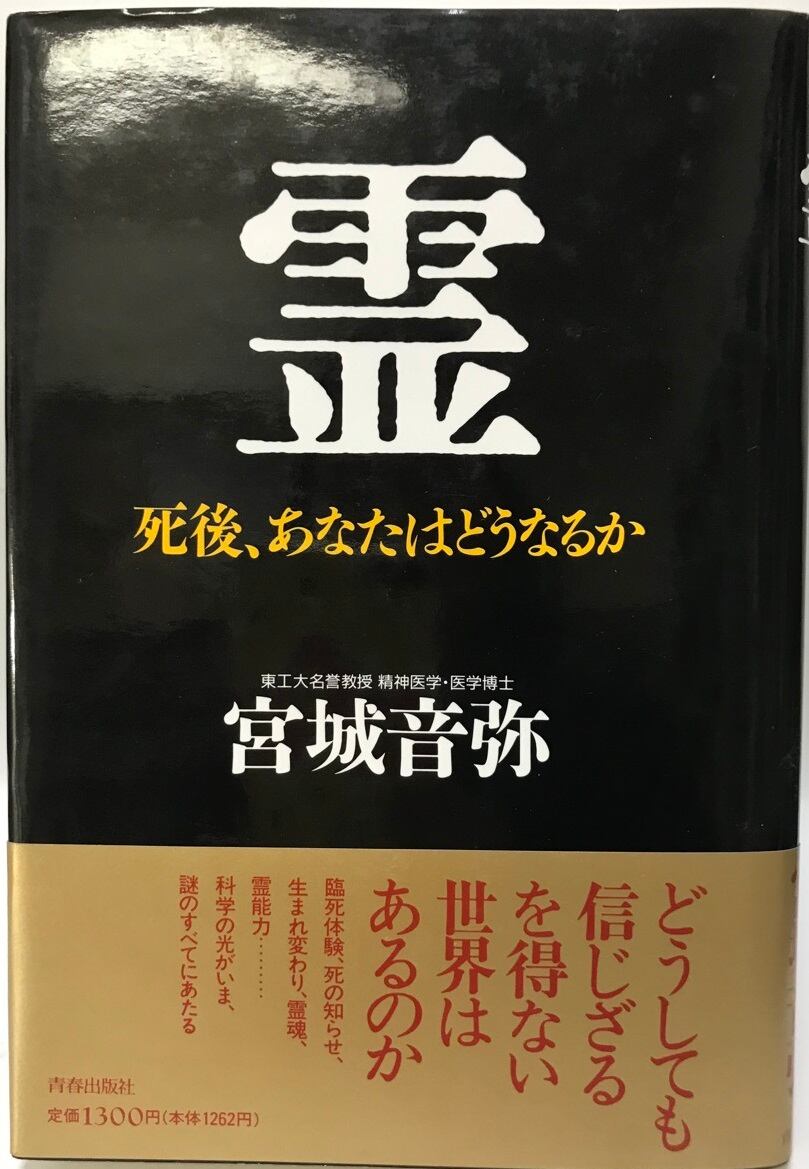 霊
死後、あなたはどうなるか
東工大名誉教授 精神医学・医学博士
宮城音弥
どうしても
信じざる
を得ない
世界は
あるのか
臨死体験、死の知らせ、
生まれ変わり、霊魂、
霊能力………
科学の光がいま、
謎のすべてにあたる
青春出版社
定価1300円(本体1262円)